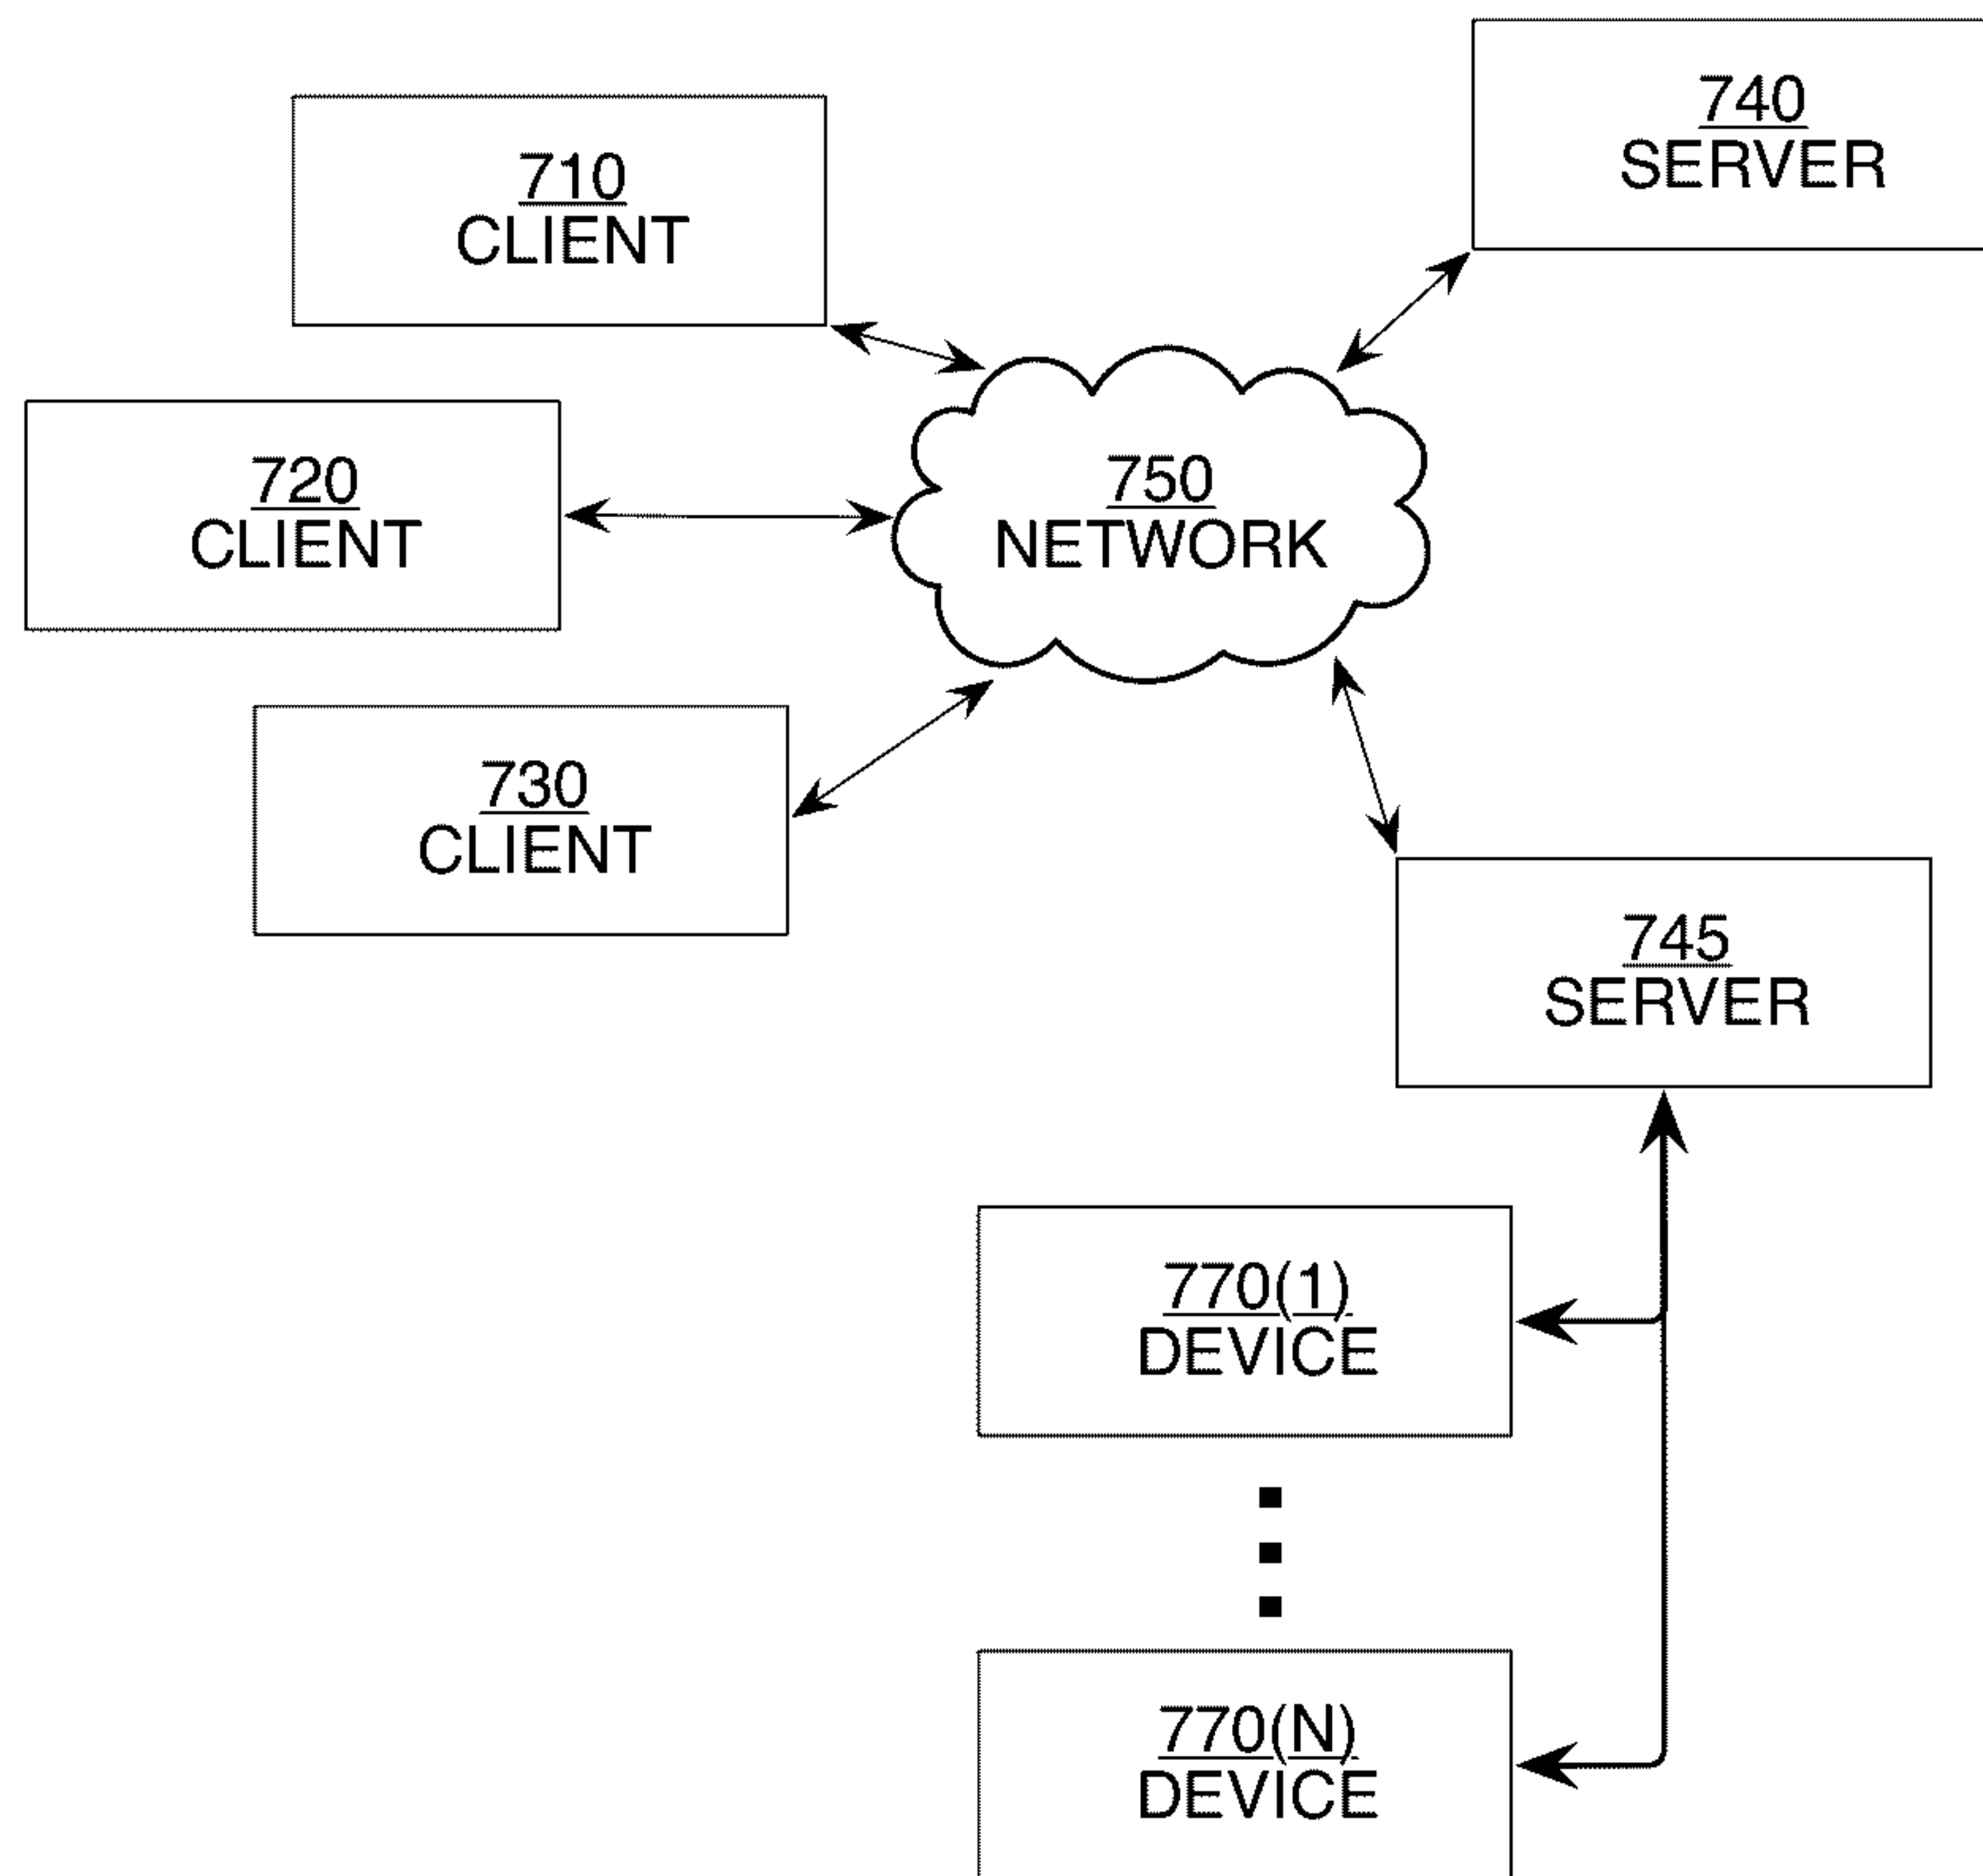 740
SERVER
710
CLIENT
720
CLIENT
750
NETWORK
730
CLIENT
745
SERVER
770(1)
DEVICE
770(N)
DEVICE